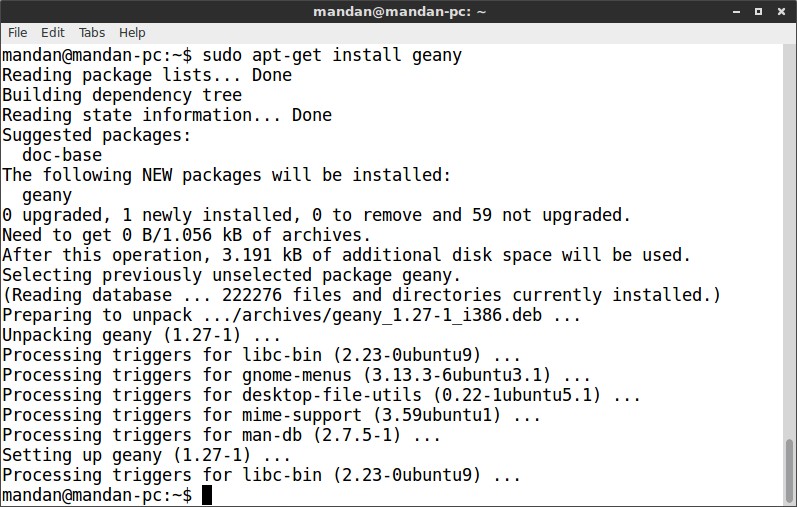 mandan@mandan-pc: ~
File Edit Tabs Help
mandan@mandan-pc:~$ sudo apt-get install geany
Reading package lists... Done
Building dependency tree
Reading state information... Done
Suggested packages:
  doc-base
The following NEW packages will be installed:
  geany
0 upgraded, 1 newly installed, 0 to remove and 59 not upgraded.
Need to get 0 B/1.056 kB of archives.
After this operation, 3.191 kB of additional disk space will be used.
Selecting previously unselected package geany.
(Reading database ... 222276 files and directories currently installed.)
Preparing to unpack .../archives/geany_1.27-1_i386.deb ...
Unpacking geany (1.27-1) ...
Processing triggers for libc-bin (2.23-0ubuntu9) ...
Processing triggers for gnome-menus (3.13.3-6ubuntu3.1) ...
Processing triggers for desktop-file-utils (0.22-1ubuntu5.1) ...
Processing triggers for mime-support (3.59ubuntu1) ...
Processing triggers for man-db (2.7.5-1) ...
Setting up geany (1.27-1) ...
Processing triggers for libc-bin (2.23-0ubuntu9) ...
mandan@mandan-pc:~$